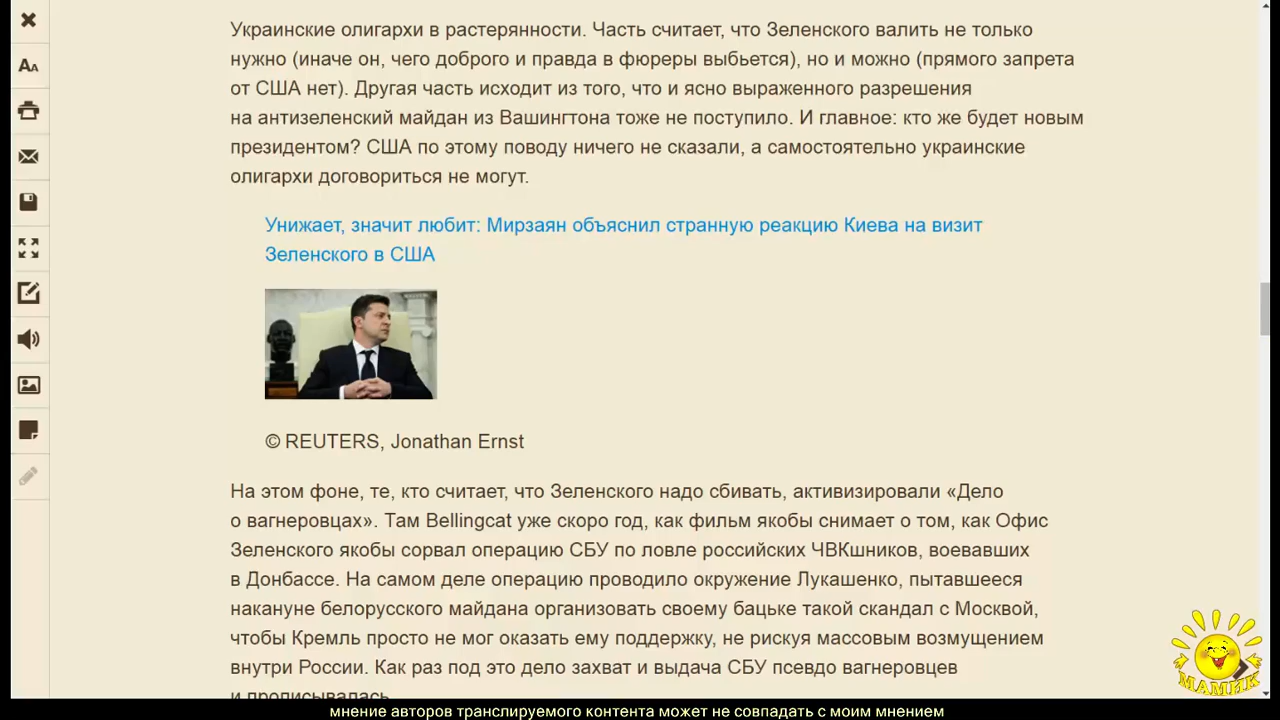 Украинские олигархи в растерянности. Часть считает, что Зеленского валить не только
нужно (иначе он, чего доброго и правда в фюреры выбьется), но и можно (прямого запрета
от США нет). Другая часть исходит из того, что и ясно выраженного разрешения
на антизеленский майдан из Вашингтона тоже не поступило. И главное: кто же будет новым
президентом? США по этому поводу ничего не сказали, а самостоятельно украинские
олигархи договориться не могут.
Унижает, значит любит: Мирзаян объяснил странную реакцию Киева на визит
Зеленского в США
© REUTERS, Jonathan Ernst
На этом фоне, те, кто считает, что Зеленского надо сбивать, активизировали «Дело
о вагнеровцах». Там Bellingcat уже скоро год, как фильм якобы снимает о том, как Офис
Зеленского якобы сорвал операцию СБУ по ловле российских ЧВКшников, воевавших
в Донбассе. На самом деле операцию проводило окружение Лукашенко, пытавшееся
накануне белорусского майдана организовать своему бацьке такой скандал с Москвой,
чтобы Кремль просто не мог оказать ему поддержку, не рискуя массовым возмущением
внутри России. Как раз под это дело захват и выдача СБУ псевдо вагнеровцев
и прописывалась
МАМИК
мнение авторов транслируемого контента может не совпадать с моим мнением